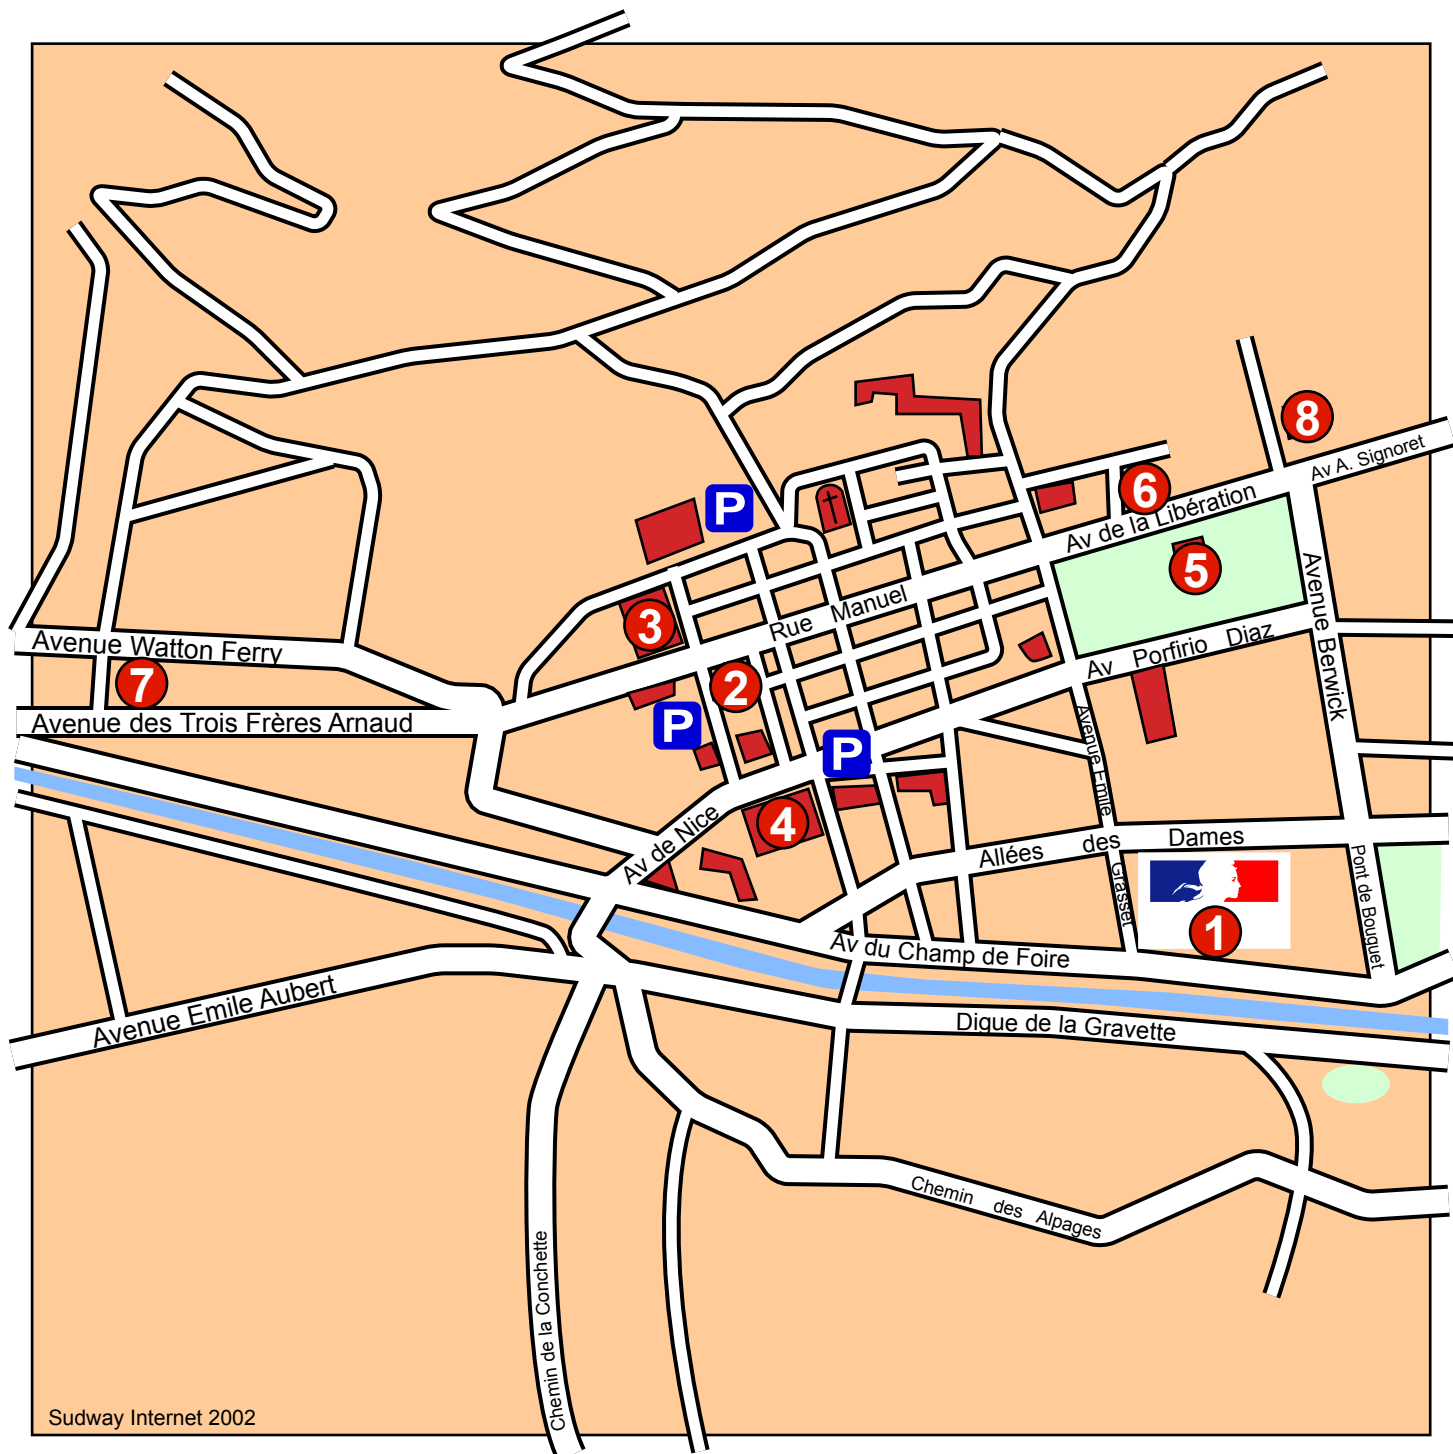 8
Av A. Signoret
6
P
Av de la Libération
5
Avenue Berwick
3
Rue Manuel
Avenue Watton Ferry
Av Porfirio Diaz
7
2
Avenue des Trois Frères Arnaud
P
P
Avenue Emile
Grasset
4
Av de Nice
Allées des Dames
Pont de Bouguet
1
Av du Champ de Foire
Avenue Emile Aubert
Digue de la Gravette
Chemin des Alpages
Chemin de la Conchette
Sudway Internet 2002